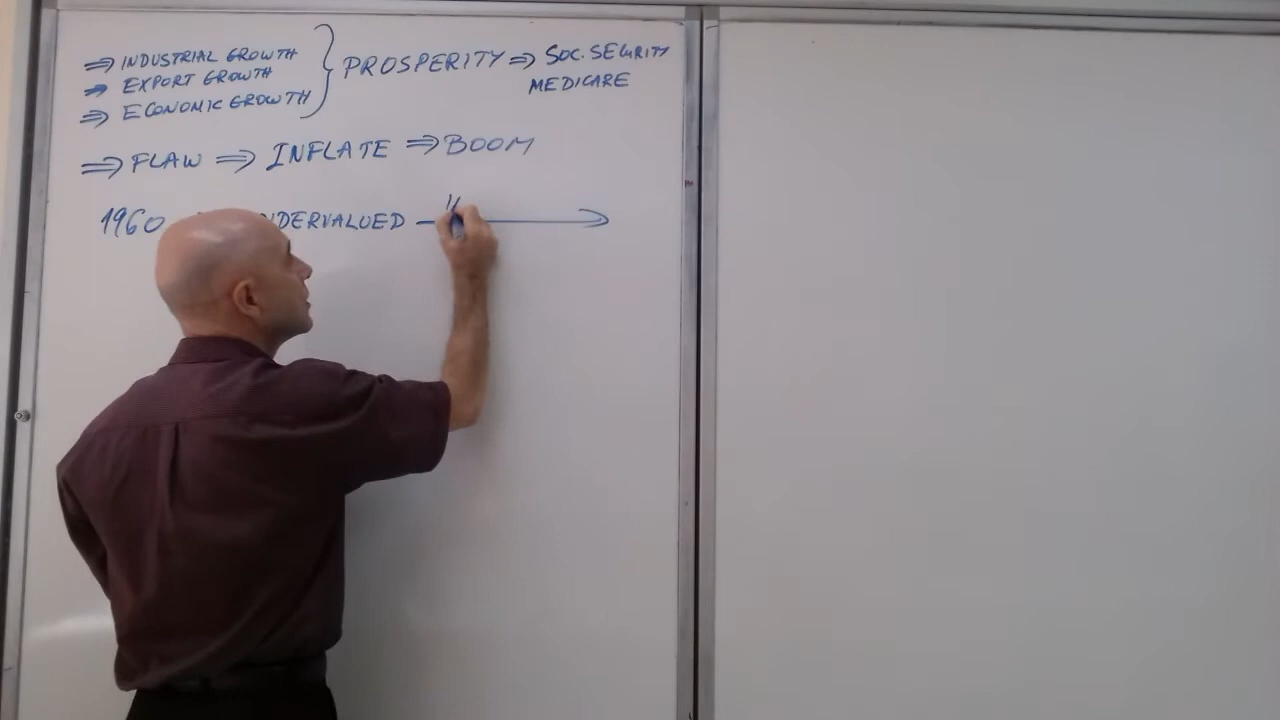 ⇒ INDUSTRIAL GROWTH
⇒ EXPORT GROWTH
⇒ ECONOMIC GROWTH
} PROSPERITY ⇒ SOC. SECURITY
MEDICARE
⇒ FLAW ⇒ INFLATE ⇒ BOOM
1960